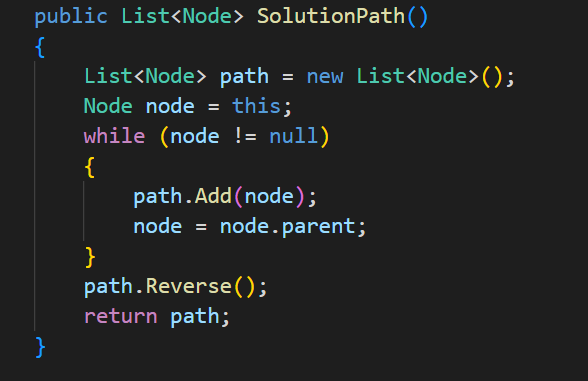 public List<Node> SolutionPath()
{
    List<Node> path = new List<Node>();
    Node node = this;
    while (node != null)
    {
        path.Add(node);
        node = node.parent;
    }
    path.Reverse();
    return path;
}